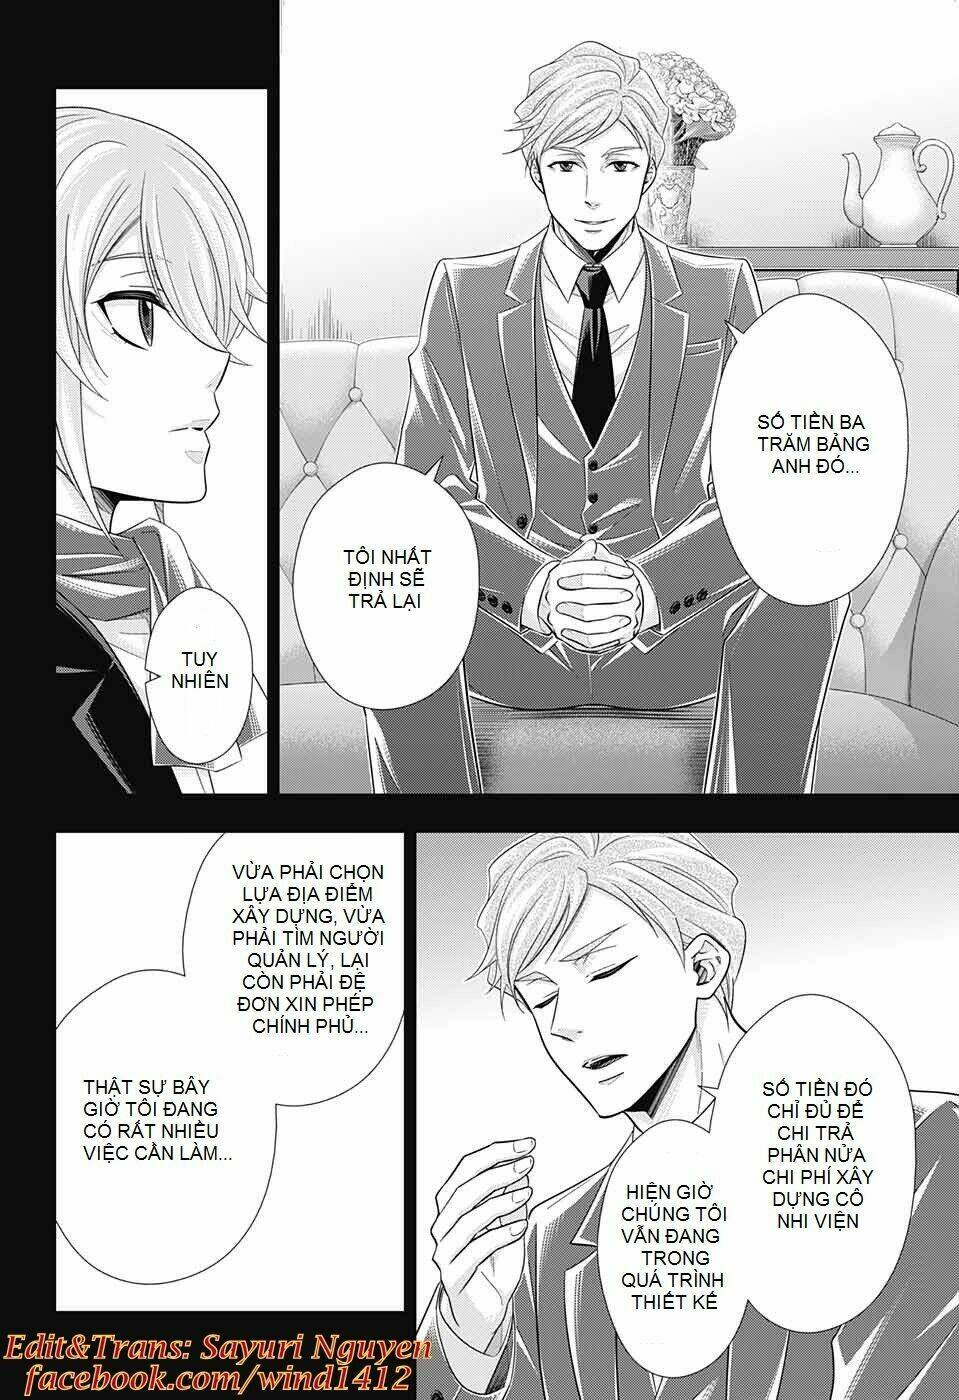 SỐ TIỀN BA
TRĂM BẢNG
ANH ĐÓ...
TÔI NHẤT
ĐỊNH SẼ
TRẢ LẠI
TUY
NHIÊN
SỐ TIỀN ĐÓ
CHỈ ĐỦ ĐỂ
CHI TRẢ
PHÂN NỬA
CHI PHÍ XÂY
DỰNG CÔ
NHI VIỆN
HIỆN GIỜ
CHÚNG TÔI
VẪN ĐANG
TRONG
QUÁ TRÌNH
THIẾT KẾ
VỪA PHẢI CHỌN
LỰA ĐỊA ĐIỂM
XÂY DỰNG, VỪA
PHẢI TÌM NGƯỜI
QUẢN LÝ, LẠI
CÒN PHẢI ĐỆ
ĐƠN XIN PHÉP
CHÍNH PHỦ...
THẬT SỰ BÂY
GIỜ TÔI ĐANG
CÓ RẤT NHIỀU
VIỆC CẦN LÀM...
Edit&Trans: Sayuri Nguyen
facebook.com/wind1412